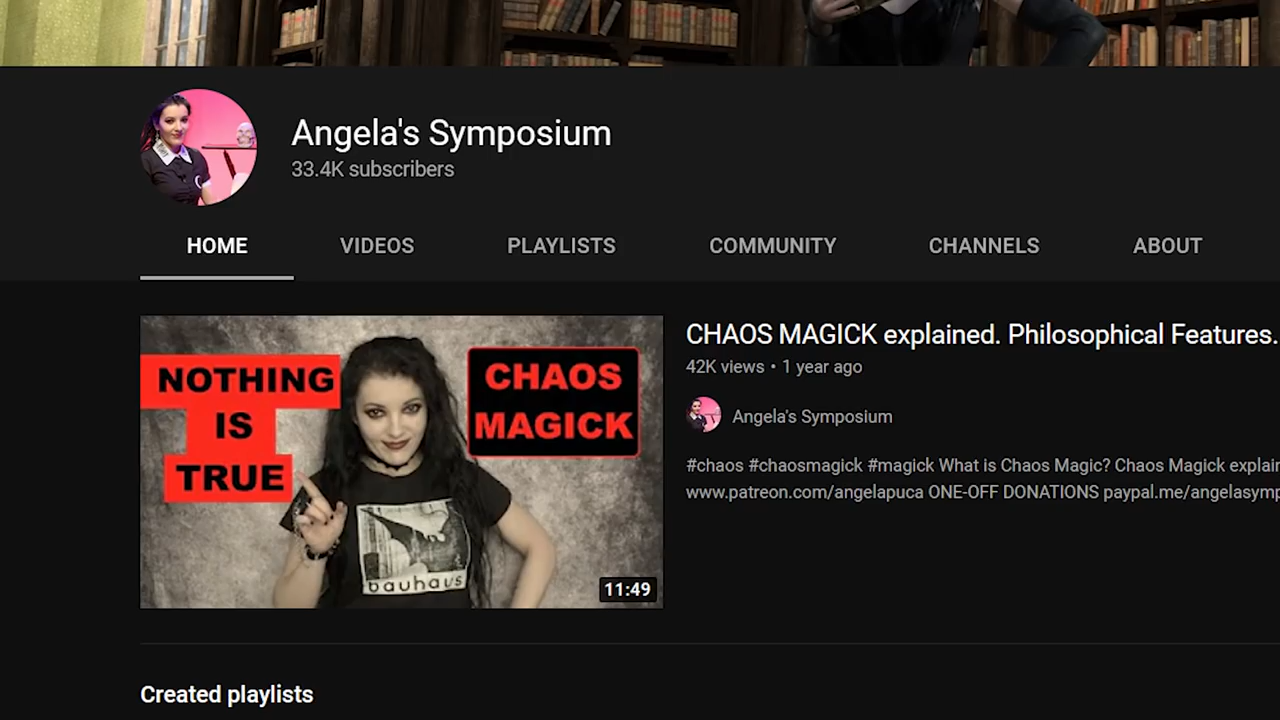 Angela's Symposium
33.4K subscribers
HOME VIDEOS PLAYLISTS COMMUNITY CHANNELS ABOUT
NOTHING
IS
TRUE
CHAOS
MAGICK
bauhaus
11:49
CHAOS MAGICK explained. Philosophical Features.
42K views • 1 year ago
Angela's Symposium
#chaos #chaosmagick #magick What is Chaos Magic? Chaos Magick explain
www.patreon.com/angelapuca ONE-OFF DONATIONS paypal.me/angelasymp
Created playlists